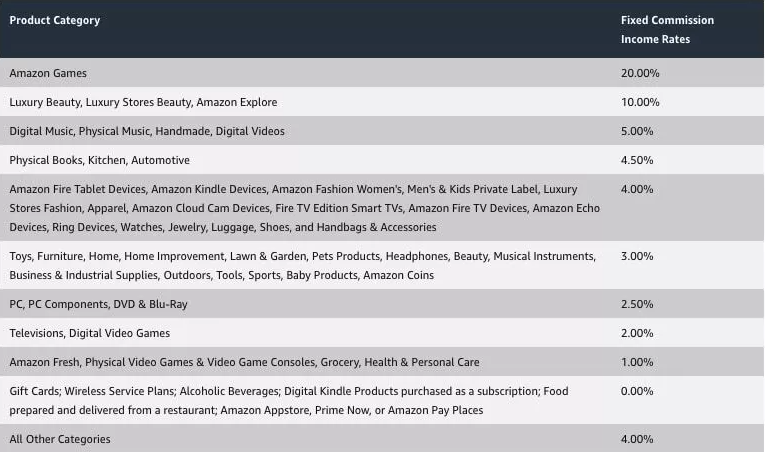 Product Category
Fixed Commission
Income Rates
Amazon Games
20.00%
Luxury Beauty, Luxury Stores Beauty, Amazon Explore
10.00%
Digital Music, Physical Music, Handmade, Digital Videos
5.00%
Physical Books, Kitchen, Automotive
4.50%
Amazon Fire Tablet Devices, Amazon Kindle Devices, Amazon Fashion Women's, Men's & Kids Private Label, Luxury
Stores Fashion, Apparel, Amazon Cloud Cam Devices, Fire TV Edition Smart TVs, Amazon Fire TV Devices, Amazon Echo
Devices, Ring Devices, Watches, Jewelry, Luggage, Shoes, and Handbags & Accessories
4.00%
Toys, Furniture, Home, Home Improvement, Lawn & Garden, Pets Products, Headphones, Beauty, Musical Instruments,
Business & Industrial Supplies, Outdoors, Tools, Sports, Baby Products, Amazon Coins
3.00%
PC, PC Components, DVD & Blu-Ray
2.50%
Televisions, Digital Video Games
2.00%
Amazon Fresh, Physical Video Games & Video Game Consoles, Grocery, Health & Personal Care
1.00%
Gift Cards; Wireless Service Plans; Alcoholic Beverages; Digital Kindle Products purchased as a subscription; Food
prepared and delivered from a restaurant; Amazon Appstore, Prime Now, or Amazon Pay Places
0.00%
All Other Categories
4.00%